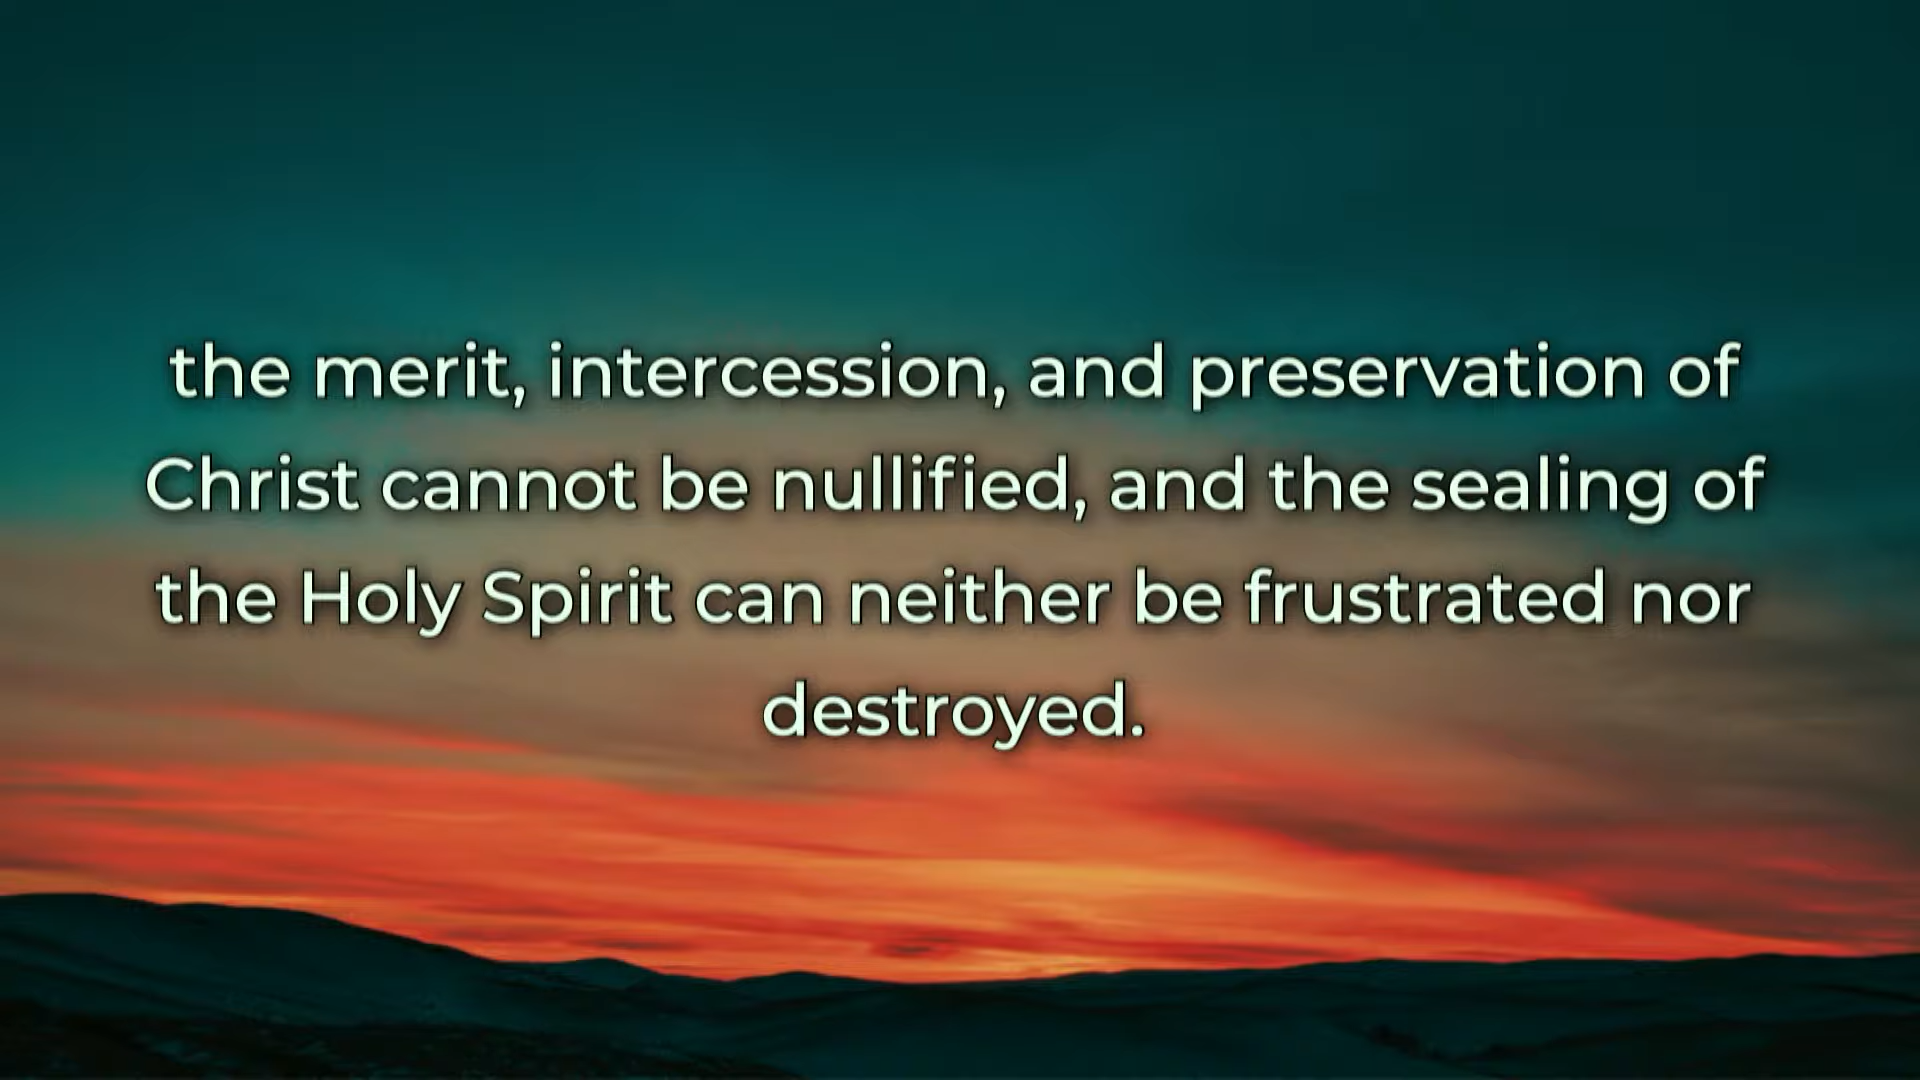 the merit, intercession, and preservation of
Christ cannot be nullified, and the sealing of
the Holy Spirit can neither be frustrated nor
destroyed.